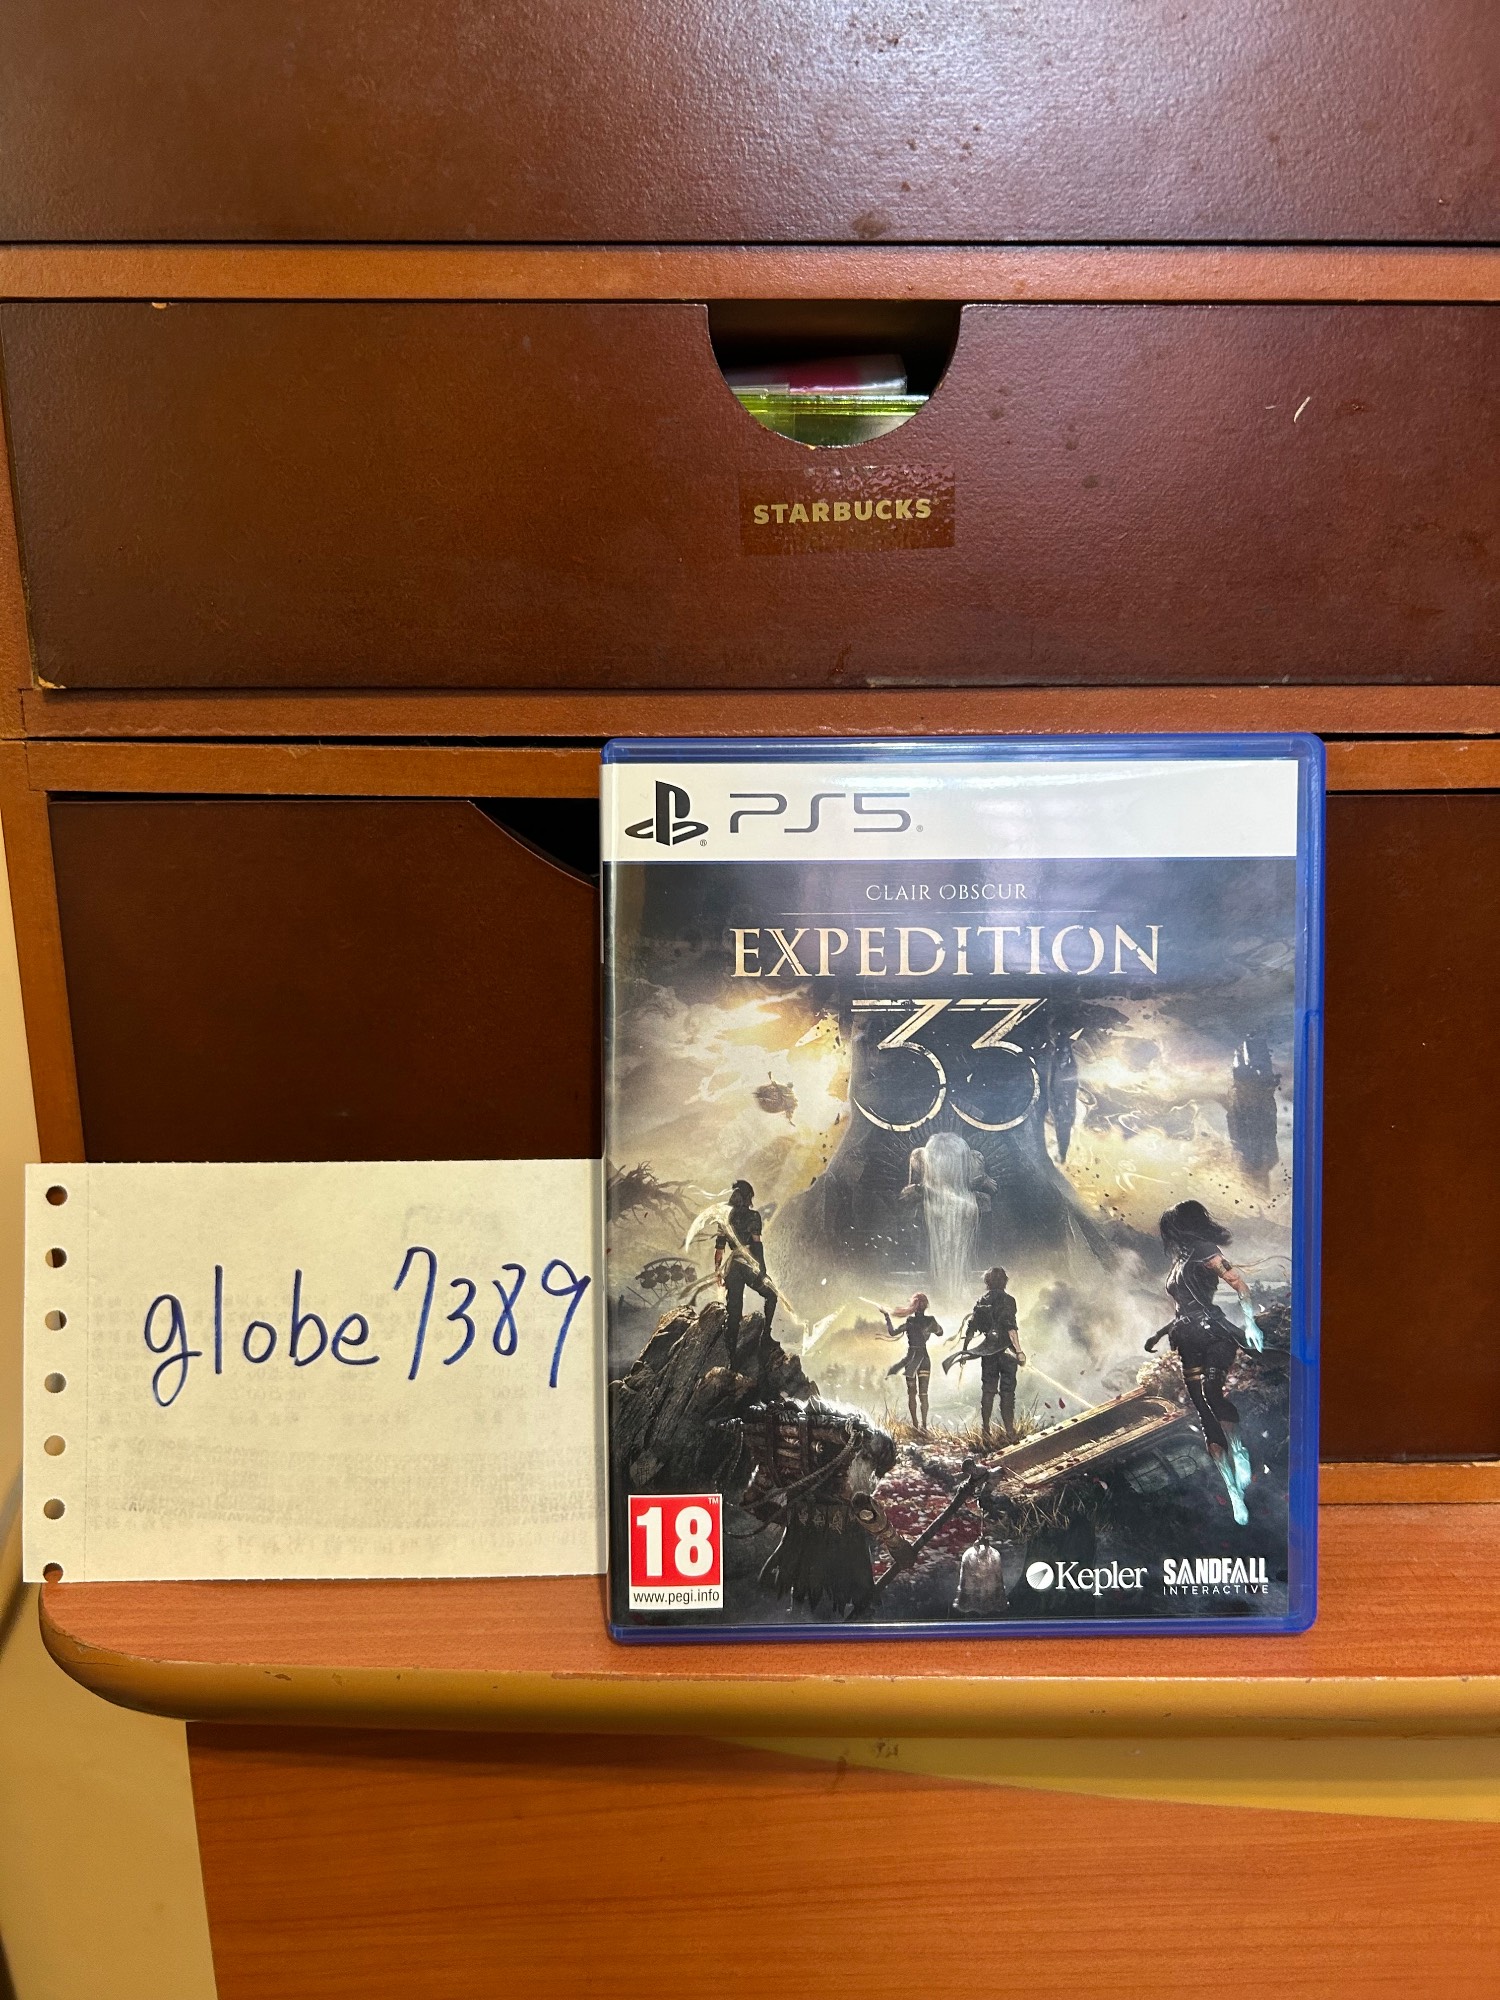 STARBUCKS
PS5
CLAIR OBSCUR
EXPEDITION
33
globe7389
18
www.pegi.info
Kepler
SANDFALL
INTERACTIVE